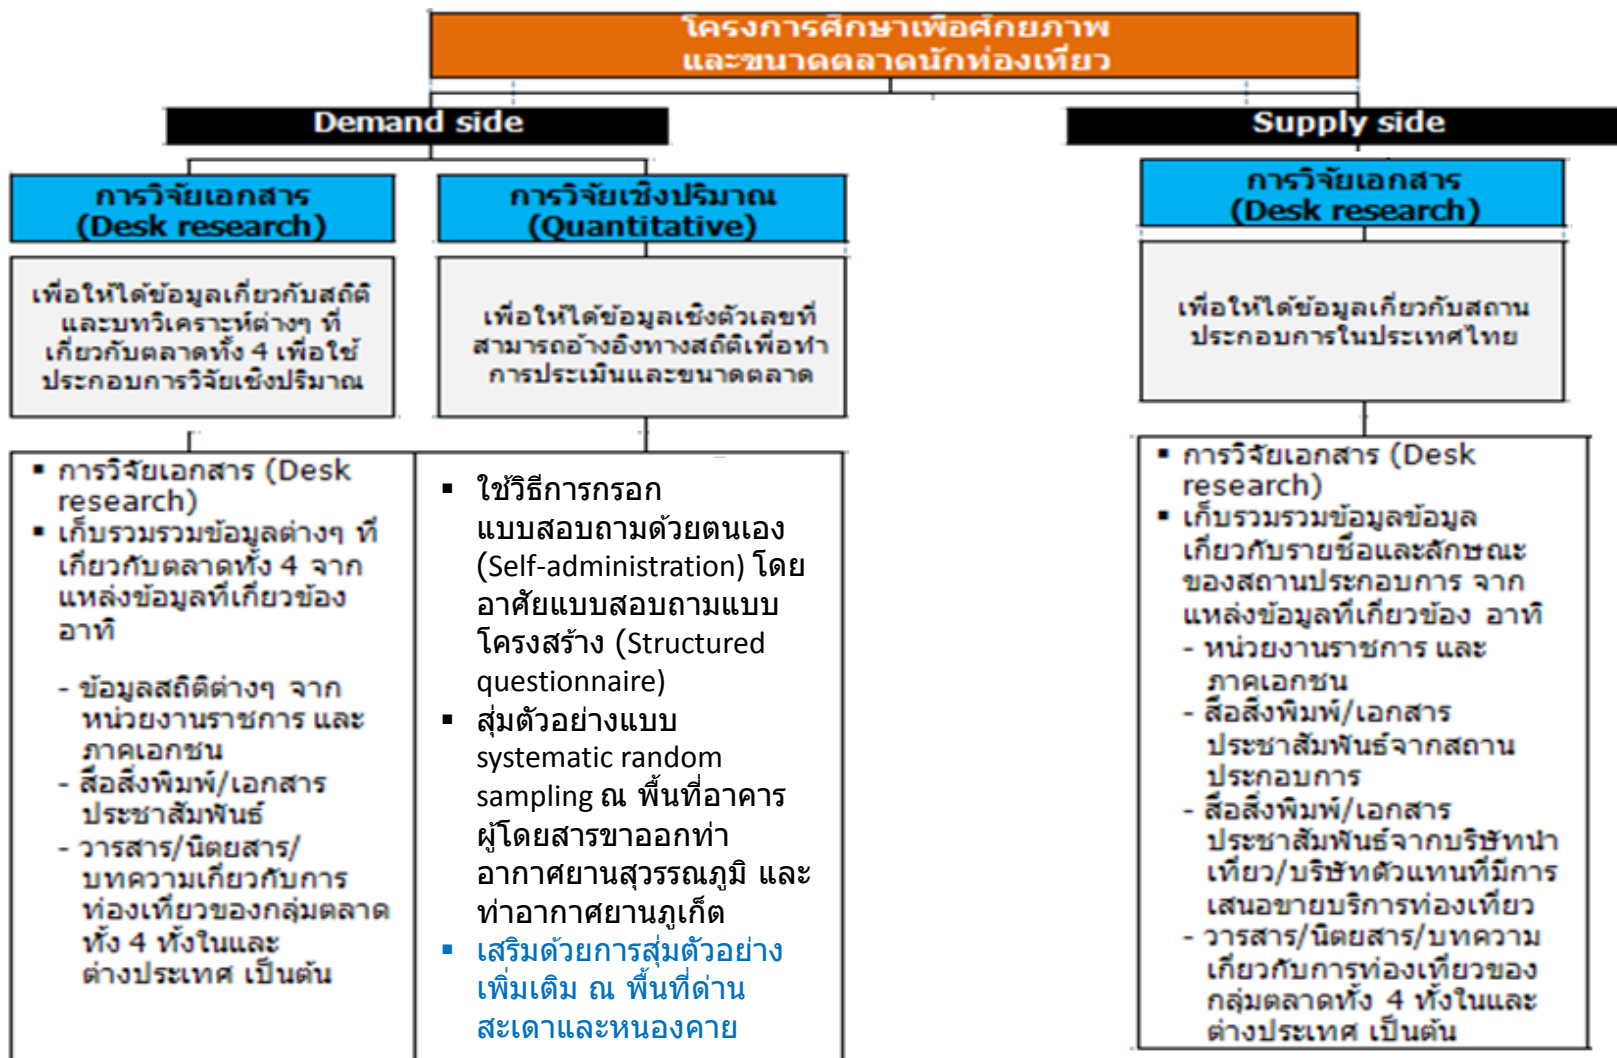 โครงการศึกษาเพื่อศักยภาพ
และขนาดตลาดนักท่องเที่ยว
Demand side
การวิจัยเอกสาร
(Desk research)
เพื่อให้ได้ข้อมูลเกี่ยวกับสถิติ
และบทวิเคราะห์ต่างๆ ที่
เกี่ยวกับตลาดทั้ง 4 เพื่อใช้
ประกอบการวิจัยเชิงปริมาณ
▪ การวิจัยเอกสาร (Desk
research)
▪ เก็บรวมรวมข้อมูลต่างๆ ที่
เกี่ยวกับตลาดทั้ง 4 จาก
แหล่งข้อมูลที่เกี่ยวข้อง
อาทิ
- ข้อมูลสถิติต่างๆ จาก
หน่วยงานราชการ และ
ภาคเอกชน
- สื่อสิ่งพิมพ์/เอกสาร
ประชาสัมพันธ์
- วารสาร/นิตยสาร/
บทความเกี่ยวกับการ
ท่องเที่ยวของกลุ่มตลาด
ทั้ง 4 ทั้งในและ
ต่างประเทศ เป็นต้น
การวิจัยเชิงปริมาณ
(Quantitative)
เพื่อให้ได้ข้อมูลเชิงตัวเลขที่
สามารถอ้างอิงทางสถิติเพื่อทำ
การประเมินและขนาดตลาด
▪ ใช้วิธีการกรอก
แบบสอบถามด้วยตนเอง
(Self-administration) โดย
อาศัยแบบสอบถามแบบ
โครงสร้าง (Structured
questionnaire)
▪ สุ่มตัวอย่างแบบ
systematic random
sampling ณ พื้นที่อาคาร
ผู้โดยสารขาออกท่า
อากาศยานสุวรรณภูมิ และ
ท่าอากาศยานภูเก็ต
▪ เสริมด้วยการสุ่มตัวอย่าง
เพิ่มเติม ณ พื้นที่ด่าน
สะเดาและหนองคาย
Supply side
การวิจัยเอกสาร
(Desk research)
เพื่อให้ได้ข้อมูลเกี่ยวกับสถาน
ประกอบการในประเทศไทย
▪ การวิจัยเอกสาร (Desk
research)
▪ เก็บรวมรวมข้อมูลข้อมูล
เกี่ยวกับรายชื่อและลักษณะ
ของสถานประกอบการ จาก
แหล่งข้อมูลที่เกี่ยวข้อง อาทิ
- หน่วยงานราชการ และ
ภาคเอกชน
- สื่อสิ่งพิมพ์/เอกสาร
ประชาสัมพันธ์จากสถาน
ประกอบการ
- สื่อสิ่งพิมพ์/เอกสาร
ประชาสัมพันธ์จากบริษัทนำ
เที่ยว/บริษัทตัวแทนที่มีการ
เสนอขายบริการท่องเที่ยว
- วารสาร/นิตยสาร/บทความ
เกี่ยวกับการท่องเที่ยวของ
กลุ่มตลาดทั้ง 4 ทั้งในและ
ต่างประเทศ เป็นต้น